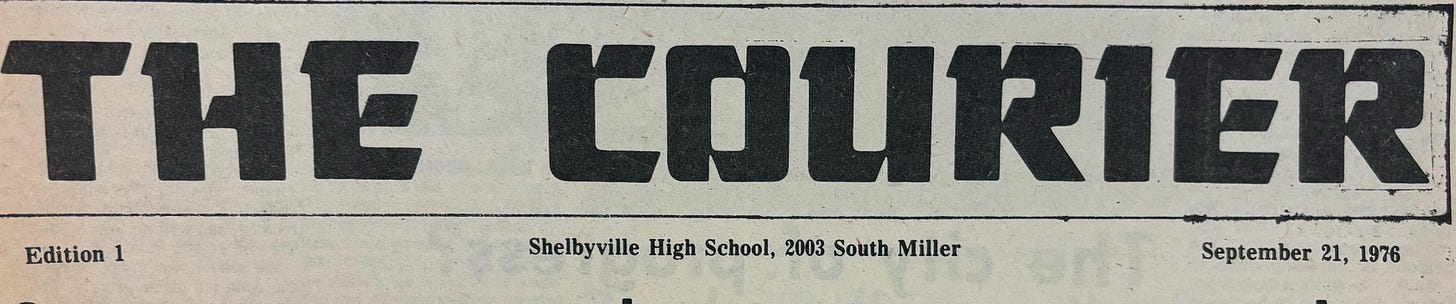 THE COURIER
Edition 1
Shelbyville High School, 2003 South Miller
September 21, 1976